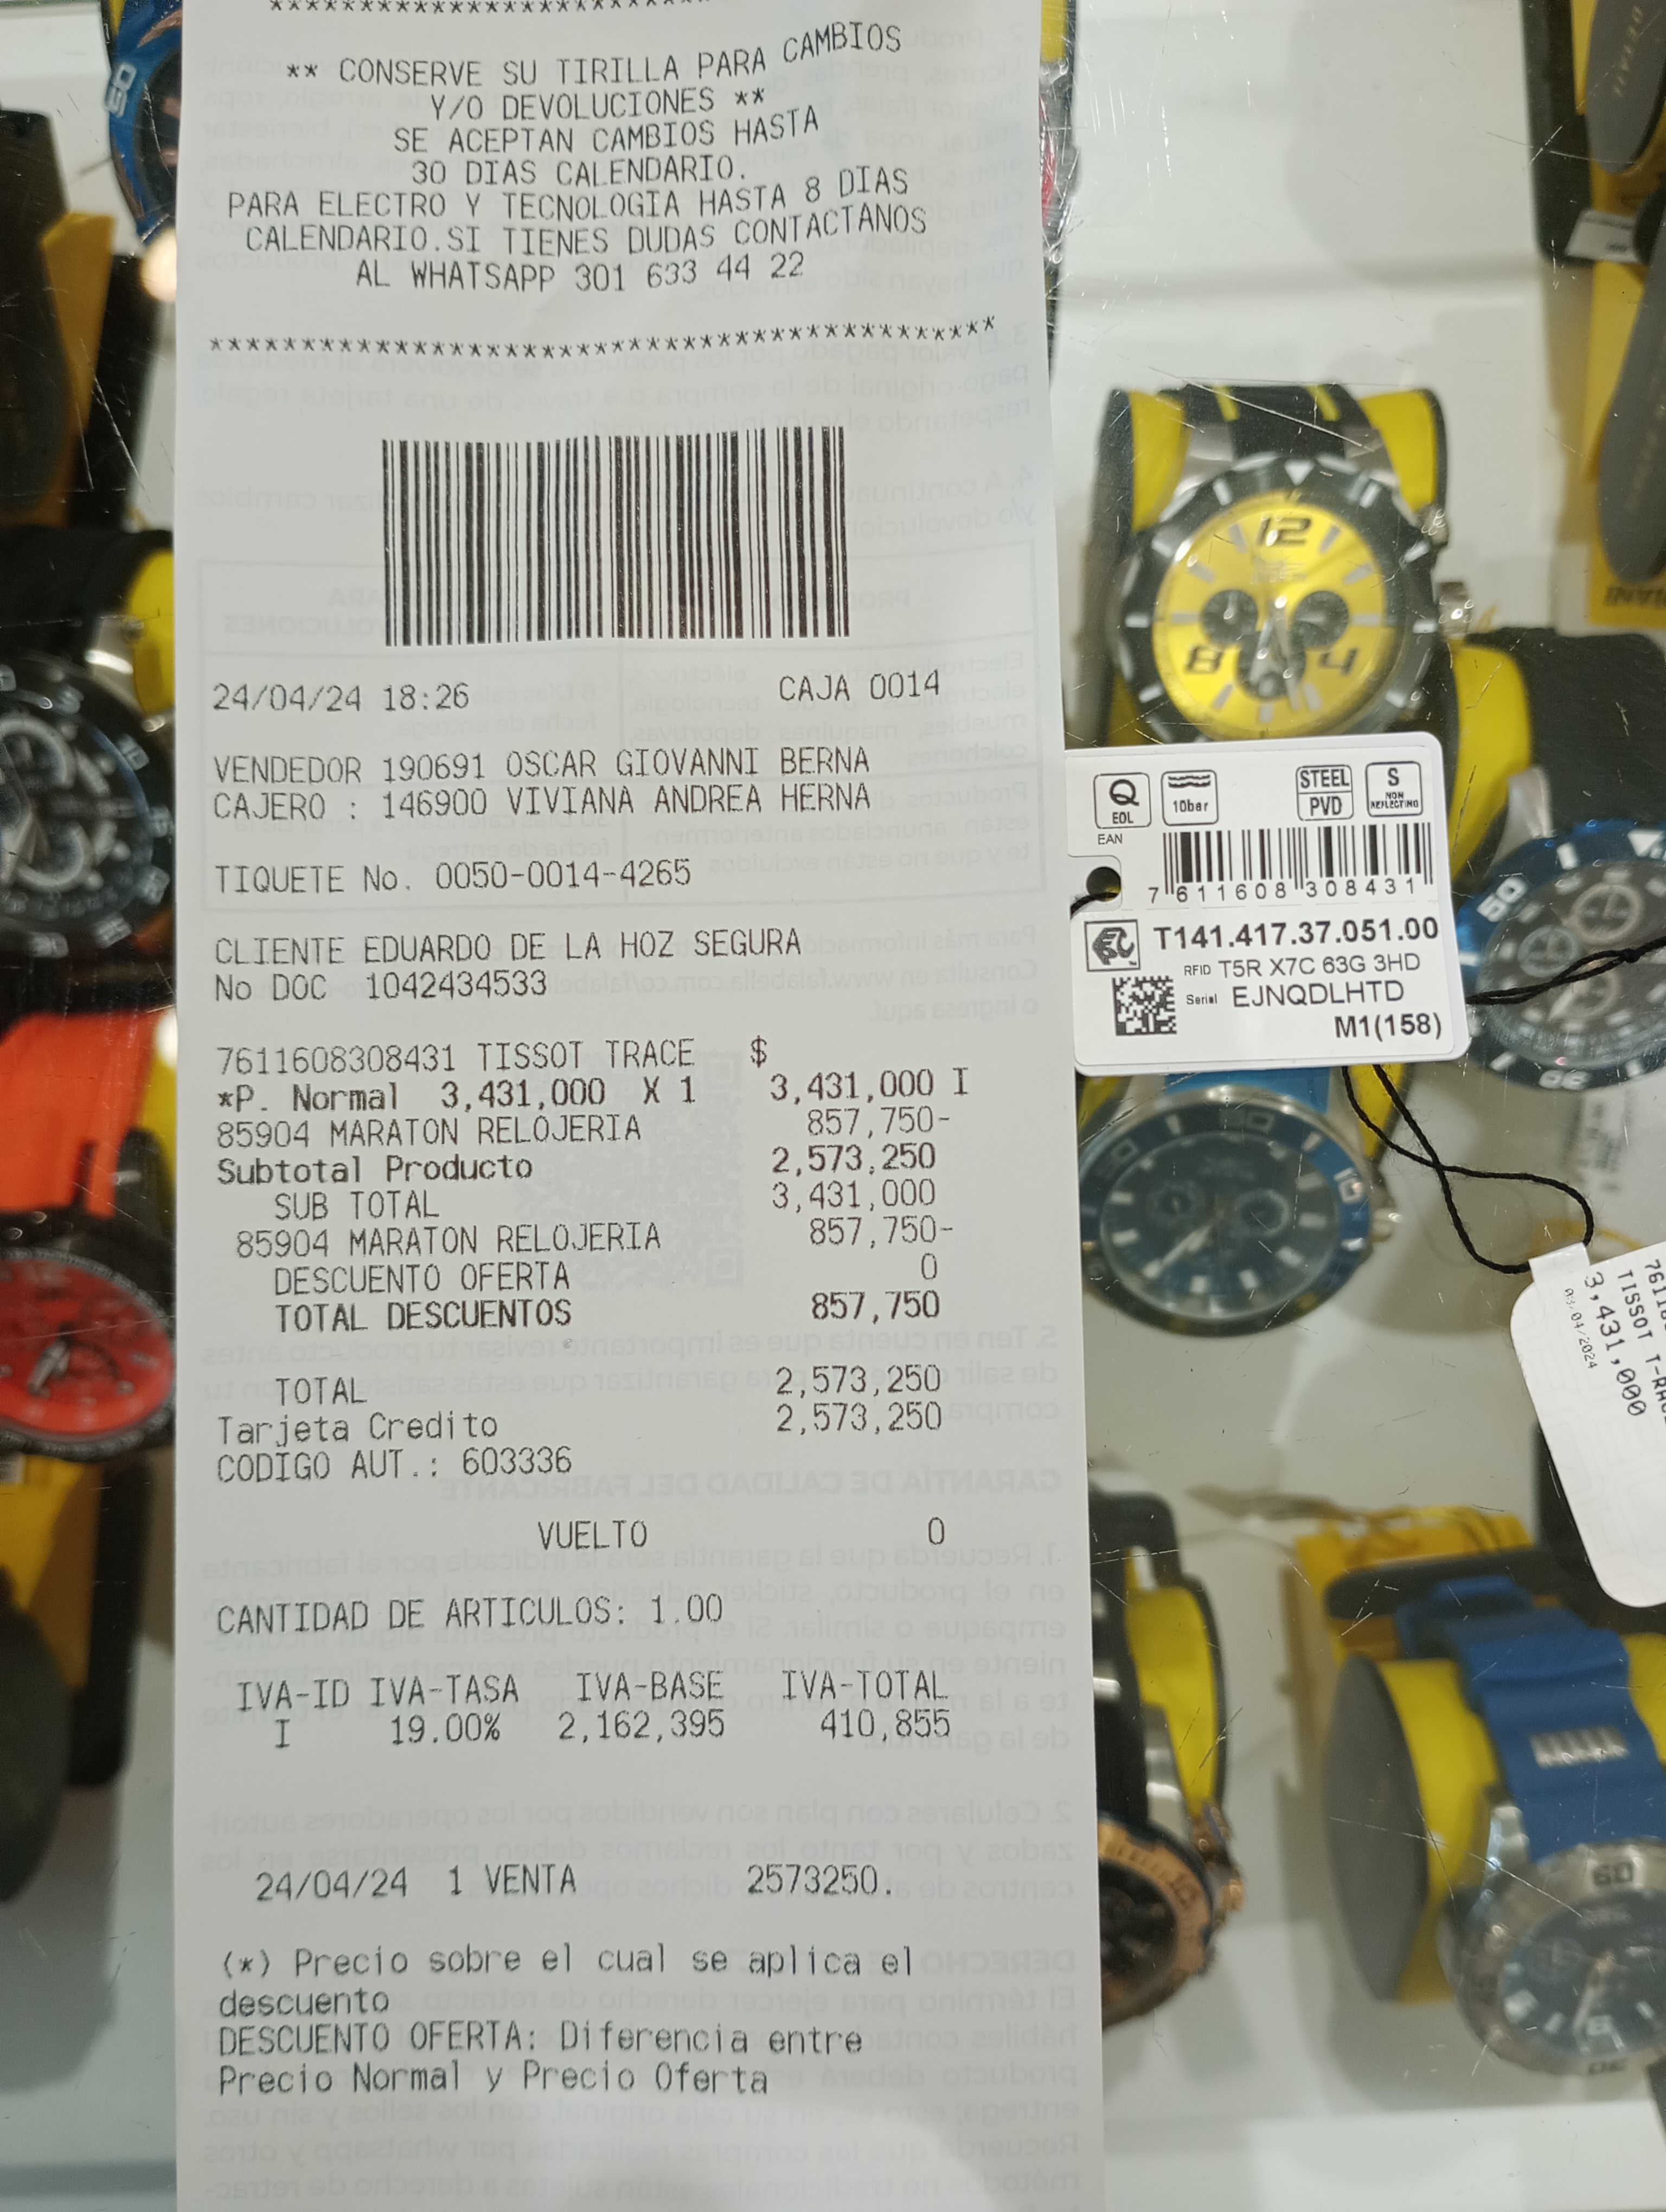 ** CONSERVE SU TIRILLA PARA CAMBIOS
Y/O DEVOLUCIONES **
SE ACEPTAN CAMBIOS HASTA
30 DIAS CALENDARIO.
PARA ELECTRO Y TECNOLOGIA HASTA 8 DIAS
CALENDARIO.SI TIENES DUDAS CONTACTANOS
AL WHATSAPP 301 633 44 22
24/04/24 18:26 CAJA 0014
VENDEDOR 190691 OSCAR GIOVANNI BERNA
CAJERO : 146900 VIVIANA ANDREA HERNA
TIQUETE No. 0050-0014-4265
CLIENTE EDUARDO DE LA HOZ SEGURA
No DOC 1042434533
7611608308431 TISSOT TRACE $
*P. Normal 3,431,000 X 1 3,431,000 I
85904 MARATON RELOJERIA 857,750-
Subtotal Producto 2,573,250
SUB TOTAL 3,431,000
85904 MARATON RELOJERIA 857,750-
DESCUENTO OFERTA 0
TOTAL DESCUENTOS 857,750
TOTAL 2,573,250
Tarjeta Credito 2,573,250
CODIGO AUT.: 603336
VUELTO 0
CANTIDAD DE ARTICULOS: 1.00
IVA-ID IVA-TASA IVA-BASE IVA-TOTAL
I 19.00% 2,162,395 410,855
24/04/24 1 VENTA 2573250.
(*) Precio sobre el cual se aplica el
descuento
DESCUENTO OFERTA: Diferencia entre
Precio Normal y Precio Oferta
Q
EOL
10bar
STEEL
PVD
S
NON
REFLECTING
EAN
7 611608 308431
T141.417.37.051.00
RFID T5R X7C 63G 3HD
Serial EJNQDLHTD
M1(158)
TISSOT
3,431,000
03.04/2024
12
8
4
60